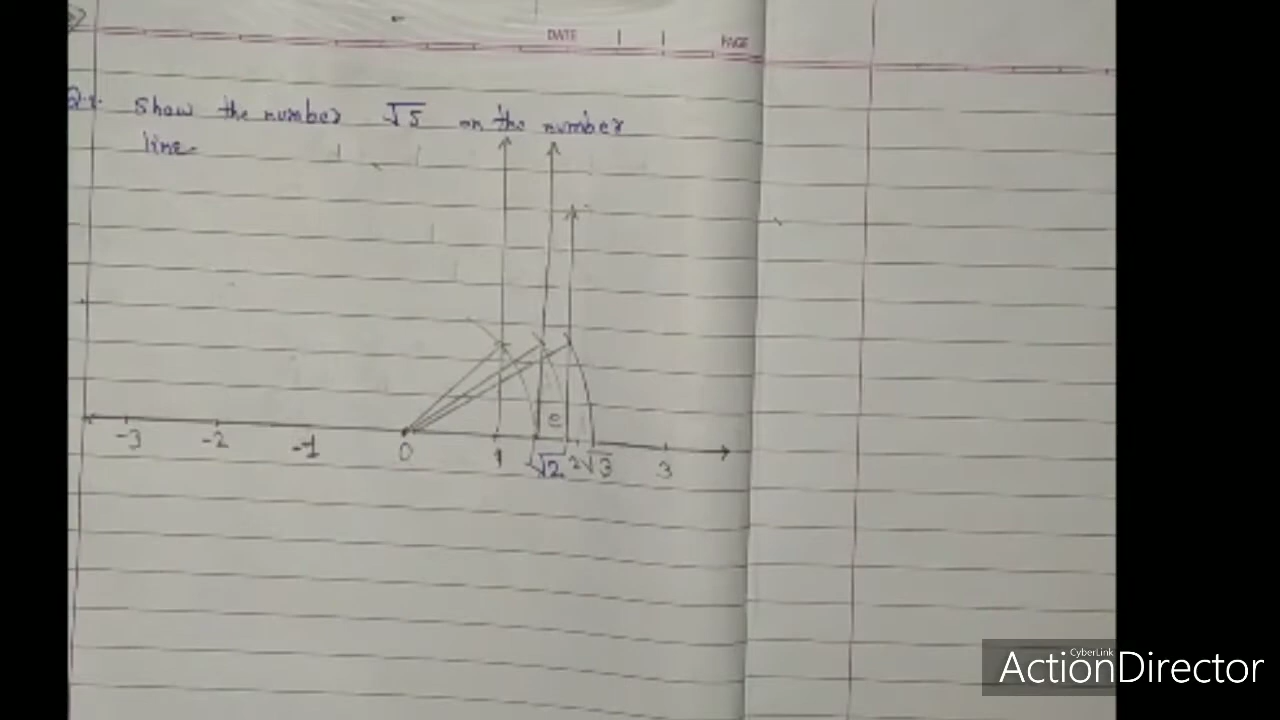 DATE
PAGE
Q.1. Show the number √5 on the number
line.
e
-3 -2 -1 0 1 √2 2 √3 3
CyberLink
ActionDirector